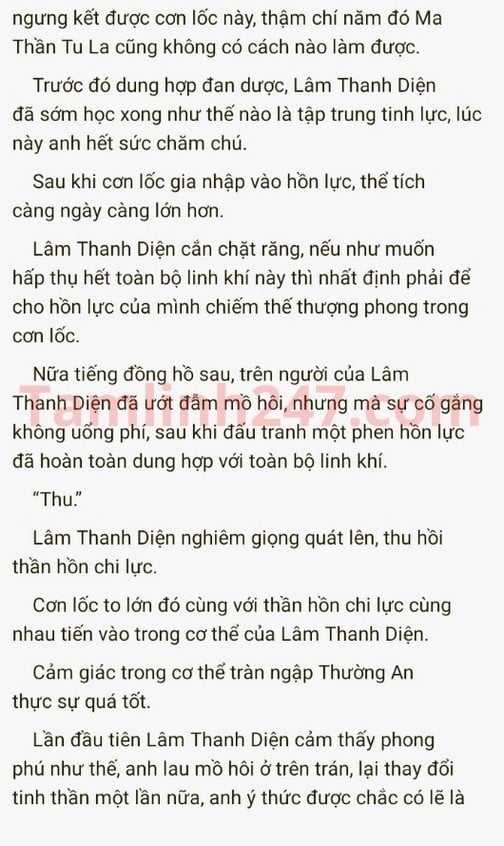 ngưng kết được cơn lốc này, thậm chí năm đó Ma
Thần Tu La cũng không có cách nào làm được.
Trước đó dung hợp đan dược, Lâm Thanh Diện
đã sớm học xong như thế nào là tập trung tinh lực, lúc
này anh hết sức chăm chú.
Sau khi cơn lốc gia nhập vào hồn lực, thể tích
càng ngày càng lớn hơn.
Lâm Thanh Diện cắn chặt răng, nếu như muốn
hấp thụ hết toàn bộ linh khí này thì nhất định phải để
cho hồn lực của mình chiếm thế thượng phong trong
cơn lốc.
Nữa tiếng đồng hồ sau, trên người của Lâm
Thanh Diện đã ướt đẫm mồ hôi, nhưng mà sự cố gắng
Tamlinh247.com
không uổng phí, sau khi đấu tranh một phen hồn lực
đã hoàn toàn dung hợp với toàn bộ linh khí.
“Thu.”
Lâm Thanh Diện nghiêm giọng quát lên, thu hồi
thần hồn chi lực.
Cơn lốc to lớn đó cùng với thần hồn chi lực cùng
nhau tiến vào trong cơ thể của Lâm Thanh Diện.
Cảm giác trong cơ thể tràn ngập Thường An
thực sự quá tốt.
Lần đầu tiên Lâm Thanh Diện cảm thấy phong
phú như thế, anh lau mồ hôi ở trên trán, lại thay đổi
tinh thần một lần nữa, anh ý thức được chắc có lẽ là